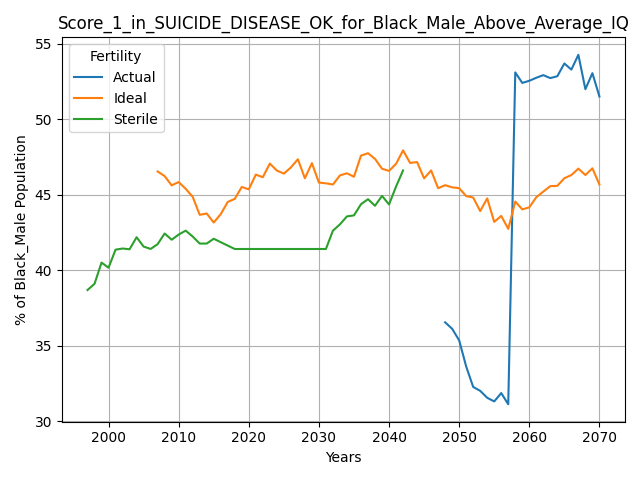 Score_1_in_SUICIDE_DISEASE_OK_for_Black_Male_Above_Average_IQ
Fertility
Actual
Ideal
Sterile
% of Black_Male Population
55
50
45
40
35
30
2000 2010 2020 2030 2040 2050 2060 2070
Years